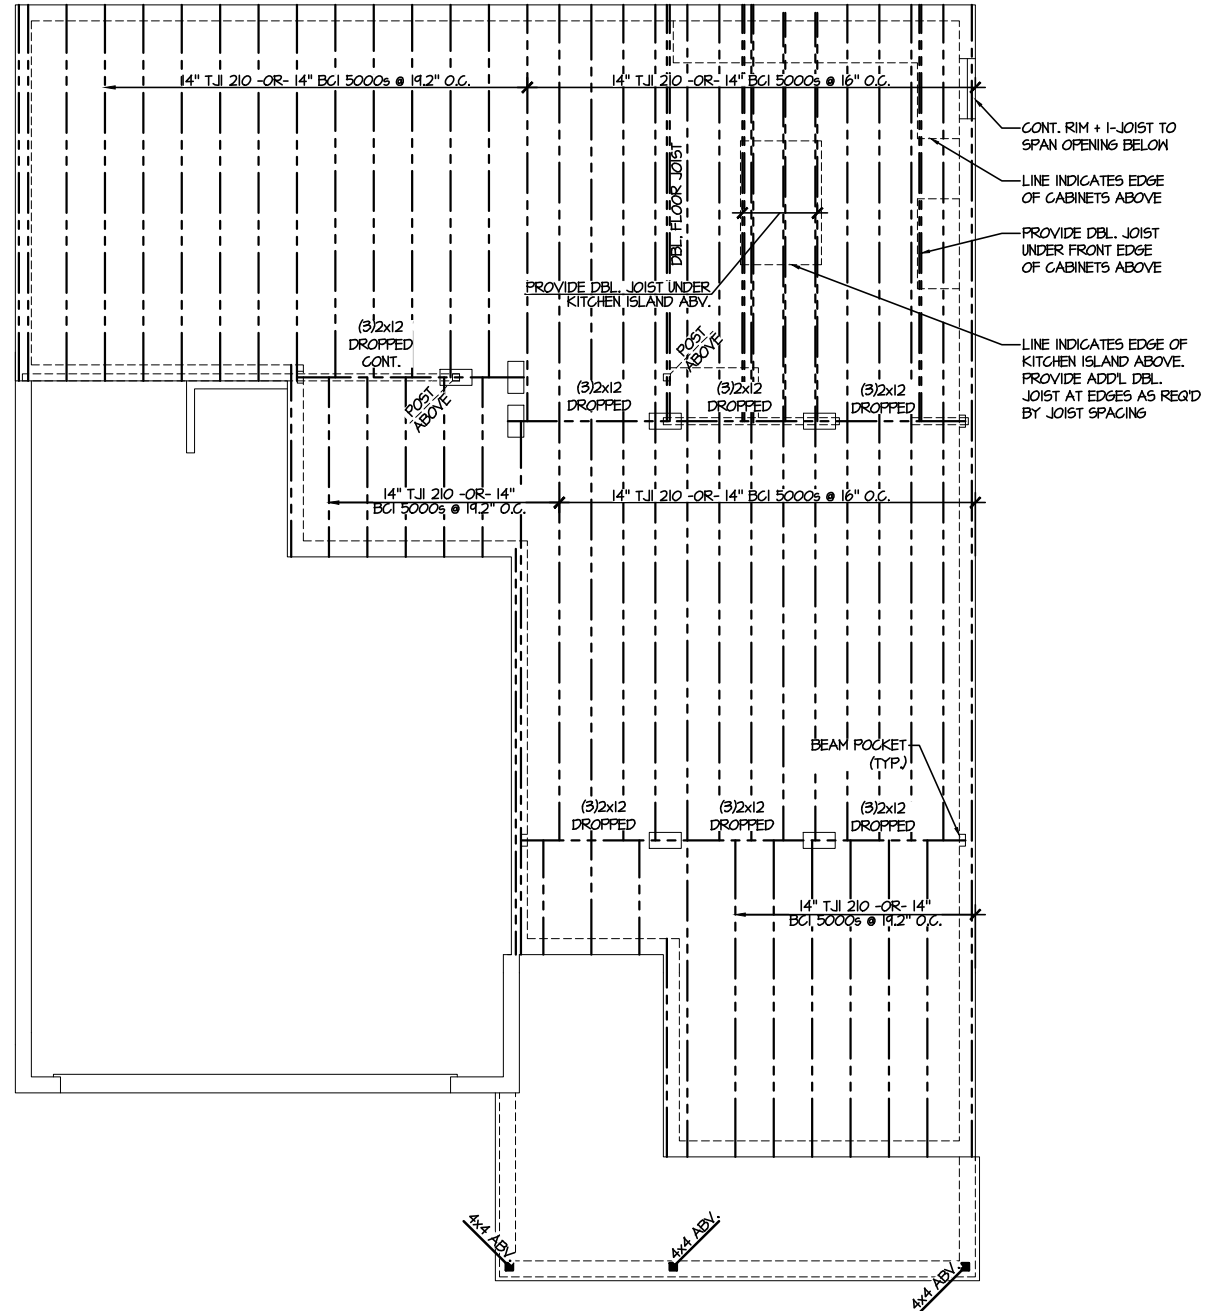 14" TJI 210 -OR- 14" BCI 5000s @ 19.2" O.C.
14" TJI 210 -OR- 14" BCI 5000s @ 16" O.C.
CONT. RIM + I-JOIST TO
SPAN OPENING BELOW
LINE INDICATES EDGE
OF CABINETS ABOVE
DBL. FLOOR JOIST
PROVIDE DBL. JOIST
UNDER FRONT EDGE
OF CABINETS ABOVE
PROVIDE DBL. JOIST UNDER
KITCHEN ISLAND ABV.
LINE INDICATES EDGE OF
KITCHEN ISLAND ABOVE.
PROVIDE ADD'L DBL.
JOIST AT EDGES AS REQ'D
BY JOIST SPACING
(3)2x12
DROPPED
CONT.
POST
ABOVE
POST
ABOVE
(3)2x12
DROPPED
(3)2x12
DROPPED
(3)2x12
DROPPED
14" TJI 210 -OR- 14"
BCI 5000s @ 19.2" O.C.
14" TJI 210 -OR- 14" BCI 5000s @ 16" O.C.
BEAM POCKET
(TYP.)
(3)2x12
DROPPED
(3)2x12
DROPPED
(3)2x12
DROPPED
14" TJI 210 -OR- 14"
BCI 5000s @ 19.2" O.C.
4x4 ABV.
4x4 ABV.
4x4 ABV.